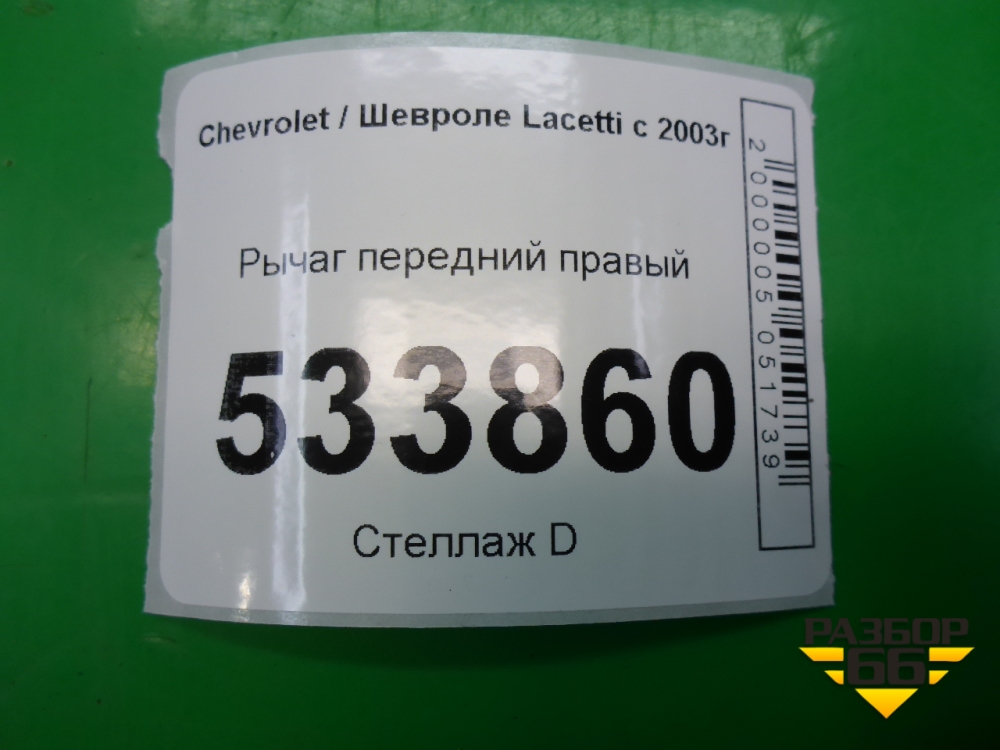 Chevrolet / Шевроле Lacetti с 2003г
Рычаг передний правый
533860
Стеллаж D
2000005051739
РАЗБОР
66